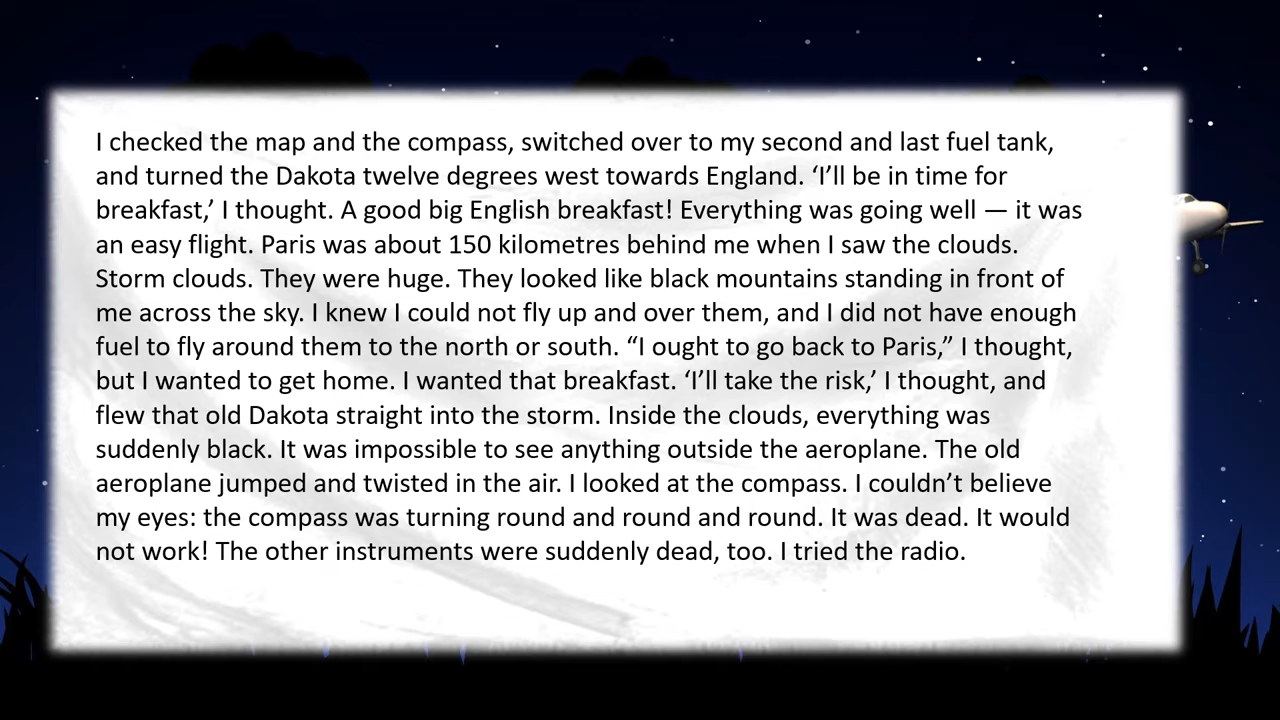 I checked the map and the compass, switched over to my second and last fuel tank,
and turned the Dakota twelve degrees west towards England. ‘I’ll be in time for
breakfast,’ I thought. A good big English breakfast! Everything was going well — it was
an easy flight. Paris was about 150 kilometres behind me when I saw the clouds.
Storm clouds. They were huge. They looked like black mountains standing in front of
me across the sky. I knew I could not fly up and over them, and I did not have enough
fuel to fly around them to the north or south. “I ought to go back to Paris,” I thought,
but I wanted to get home. I wanted that breakfast. ‘I’ll take the risk,’ I thought, and
flew that old Dakota straight into the storm. Inside the clouds, everything was
suddenly black. It was impossible to see anything outside the aeroplane. The old
aeroplane jumped and twisted in the air. I looked at the compass. I couldn’t believe
my eyes: the compass was turning round and round and round. It was dead. It would
not work! The other instruments were suddenly dead, too. I tried the radio.